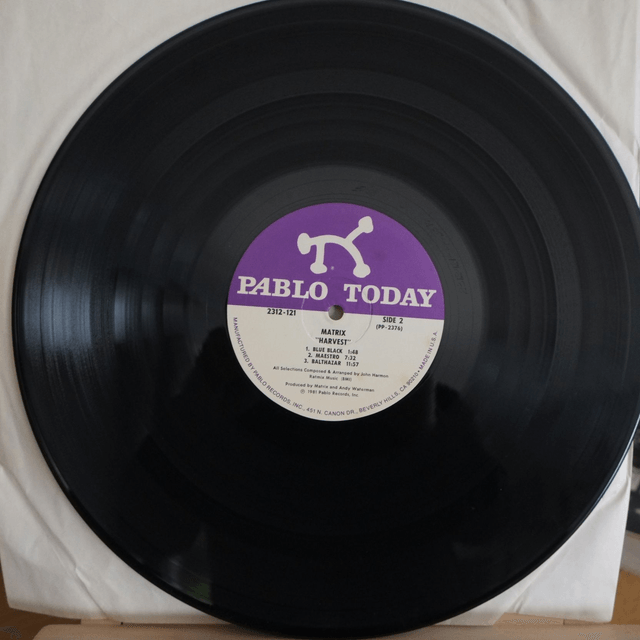 PABLO TODAY
2312-121
SIDE 2
(PP-2376)
MATRIX
"HARVEST"
1. BLUE BLACK 1:48
2. MAESTRO 7:32
3. BALTHAZAR 11:57
All Selections Composed & Arranged by John Harmon
Produced by Matrix and Andy Waterman
℗ 1981 Pablo Records, Inc.
MANUFACTURED BY PABLO RECORDS, INC., 451 N. CANON DR., BEVERLY HILLS, CA 90210 • MADE IN U.S.A.